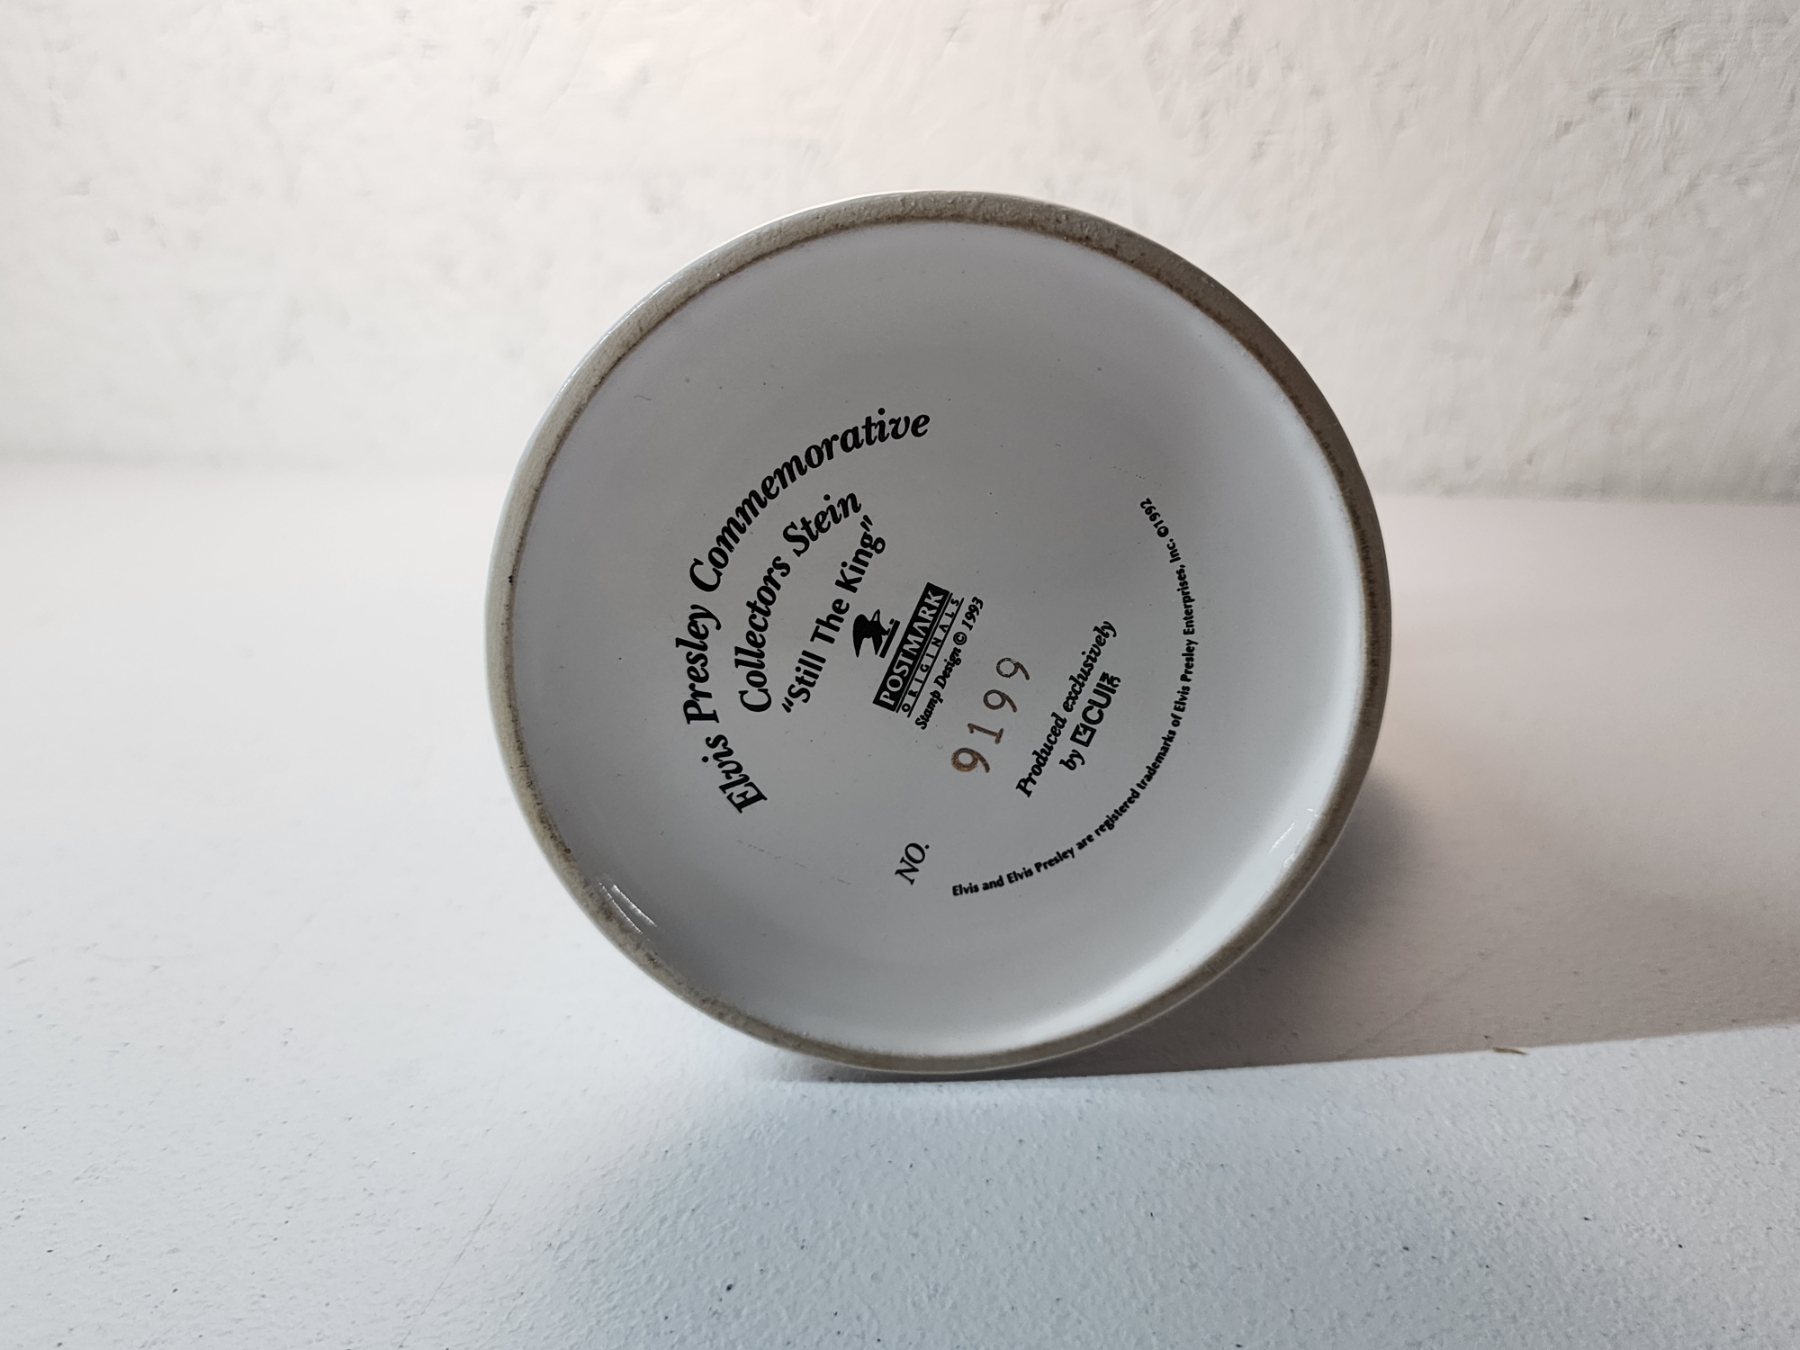 Elvis Presley Commemorative
Collectors Stein
"Still The King"
POSTMARK
ORIGINALS
Stamp Design © 1993
9199
NO.
Produced exclusively
by CUI
Elvis and Elvis Presley are registered trademarks of Elvis Presley Enterprises, Inc. ©1992